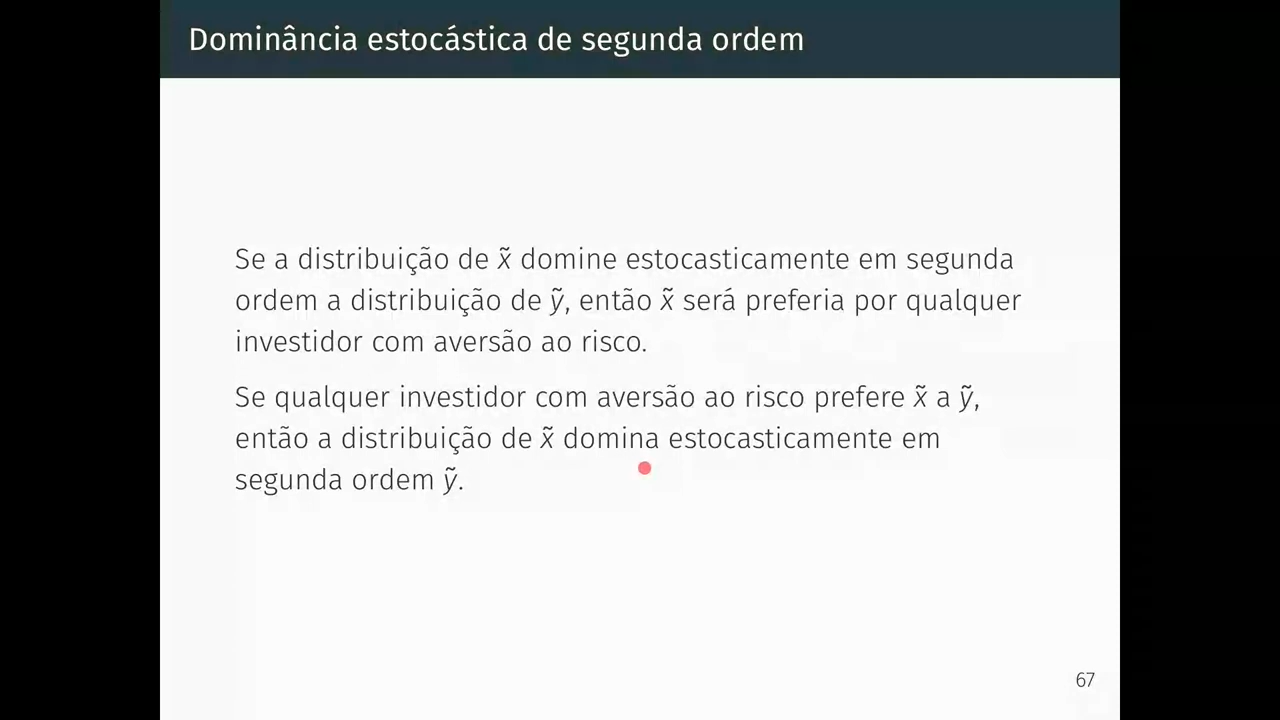 Dominância estocástica de segunda ordem
Se a distribuição de x̃ domine estocasticamente em segunda
ordem a distribuição de ỹ, então x̃ será preferia por qualquer
investidor com aversão ao risco.
Se qualquer investidor com aversão ao risco prefere x̃ a ỹ,
então a distribuição de x̃ domina estocasticamente em
segunda ordem ỹ.
67